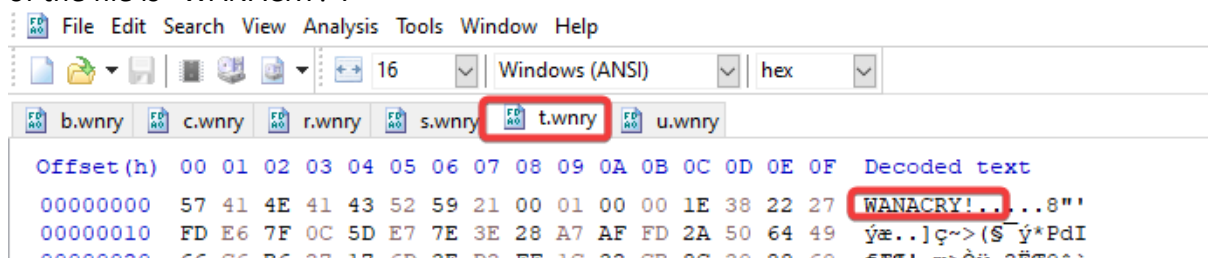 File Edit Search View Analysis Tools Window Help
16 Windows (ANSI) hex
b.wnry c.wnry r.wnry s.wnry t.wnry u.wnry
Offset(h) 00 01 02 03 04 05 06 07 08 09 0A 0B 0C 0D 0E 0F Decoded text
00000000 57 41 4E 41 43 52 59 21 00 01 00 00 1E 38 22 27 WANACRY!.....8"'
00000010 FD E6 7F 0C 5D E7 7E 3E 28 A7 AF FD 2A 50 64 49 ýæ..]ç~>(§¯ý*PdI